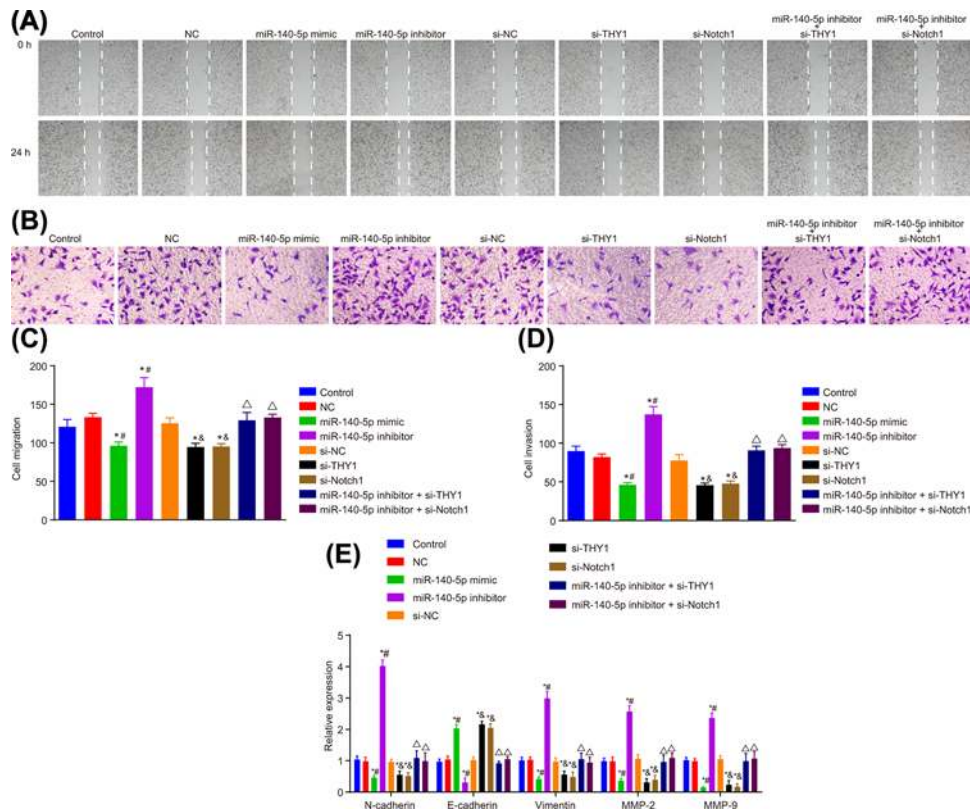 (A)
miR-140-5p inhibitor miR-140-5p inhibitor
+ +
Control NC miR-140-5p mimic miR-140-5p inhibitor si-NC si-THY1 si-Notch1 si-THY1 si-Notch1
0 h
24 h
(B)
miR-140-5p inhibitor miR-140-5p inhibitor
+ +
Control NC miR-140-5p mimic miR-140-5p inhibitor si-NC si-THY1 si-Notch1 si-THY1 si-Notch1
(C)
Cell migration
200
150
100
50
0
*#
*#
*&
*&
△
△
Control
NC
miR-140-5p mimic
miR-140-5p inhibitor
si-NC
si-THY1
si-Notch1
miR-140-5p inhibitor + si-THY1
miR-140-5p inhibitor + si-Notch1
(D)
Cell invasion
200
150
100
50
0
*#
*#
*&
*&
△
△
Control
NC
miR-140-5p mimic
miR-140-5p inhibitor
si-NC
si-THY1
si-Notch1
miR-140-5p inhibitor + si-THY1
miR-140-5p inhibitor + si-Notch1
(E)
Control
NC
miR-140-5p mimic
miR-140-5p inhibitor
si-NC
si-THY1
si-Notch1
miR-140-5p inhibitor + si-THY1
miR-140-5p inhibitor + si-Notch1
Relative expression
5
4
3
2
1
0
*# *# *& *& △ △
*# *# *& *& △ △
*# *# *& *& △ △
*# *# *& *& △ △
*# *# *& *& △ △
N-cadherin E-cadherin Vimentin MMP-2 MMP-9